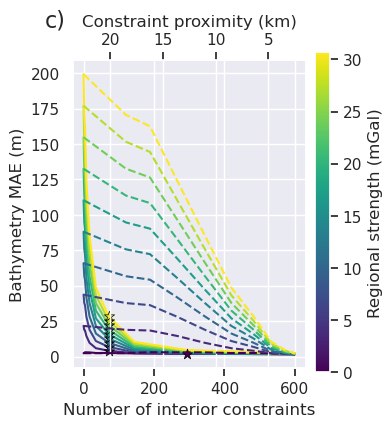 c) Constraint proximity (km)
20 15 10 5
200
175
150
125
100
75
50
25
0
Bathymetry MAE (m)
0 200 400 600
Number of interior constraints
30
25
20
15
10
5
0
Regional strength (mGal)